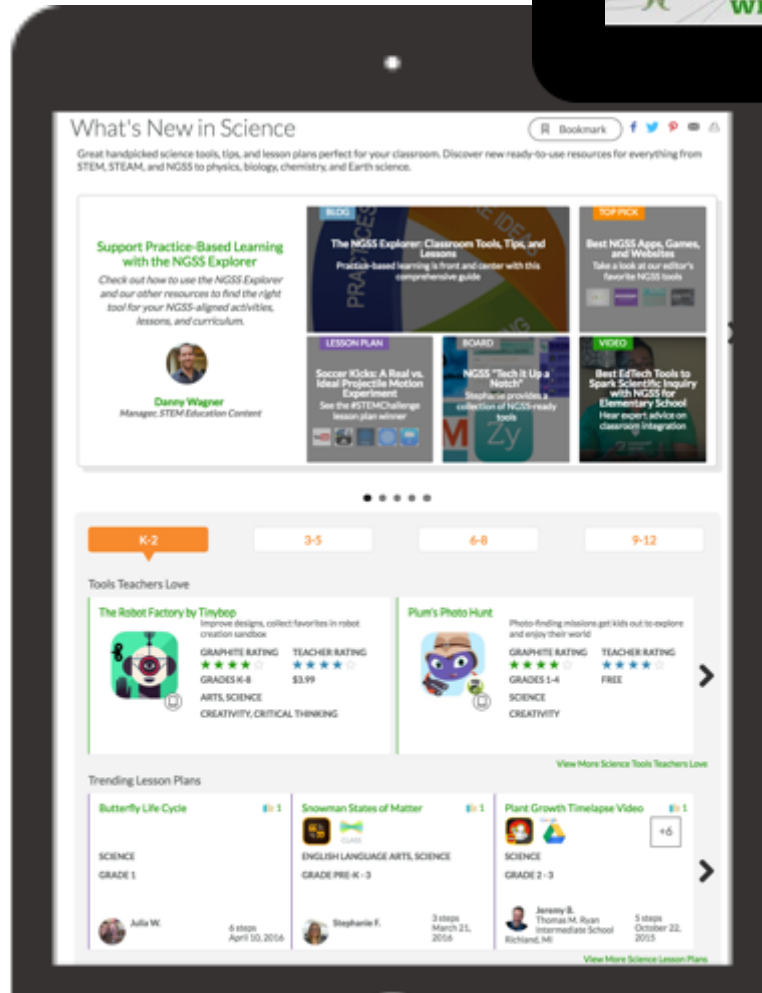 What's New in Science
Bookmark
Great handpicked science tools, tips, and lesson plans perfect for your classroom. Discover new ready-to-use resources for everything from
STEM, STEAM, and NGSS to physics, biology, chemistry, and Earth science.
Support Practice-Based Learning
with the NGSS Explorer
Check out how to use the NGSS Explorer
and our other resources to find the right
tool for your NGSS-aligned activities,
lessons, and curriculum.
Danny Wagner
Manager, STEM Education Content
BLOG
PRACTICES
IDEAS
The NGSS Explorer: Classroom Tools, Tips, and
Lessons
Practice-based learning is front and center with this
comprehensive guide
TOP PICK
Best NGSS Apps, Games,
and Websites
Take a look at our editor's
favorite NGSS tools
LESSON PLAN
Soccer Kicks: A Real vs.
Ideal Projectile Motion
Experiment
See the #STEMChallenge
lesson plan winner
BOARD
NGSS "Tech it Up a
Notch"
Stephanie provides a
collection of NGSS-ready
tools
M Zy
VIDEO
Best EdTech Tools to
Spark Scientific Inquiry
with NGSS for
Elementary School
Hear expert advice on
classroom integration
K-2
3-5
6-8
9-12
Tools Teachers Love
The Robot Factory by Tinybop
Improve designs, collect favorites in robot
creation sandbox
GRAPHITE RATING TEACHER RATING
GRADES K-8 $3.99
ARTS, SCIENCE
CREATIVITY, CRITICAL THINKING
Plum's Photo Hunt
Photo-finding missions get kids out to explore
and enjoy their world
GRAPHITE RATING TEACHER RATING
GRADES 1-4 FREE
SCIENCE
CREATIVITY
View More Science Tools Teachers Love
Trending Lesson Plans
Butterfly Life Cycle 1
SCIENCE
GRADE 1
Julia W.
6 steps
April 10, 2016
Snowman States of Matter 1
CLASS
ENGLISH LANGUAGE ARTS, SCIENCE
GRADE PRE-K - 3
Stephanie F.
3 steps
March 21,
2016
Plant Growth Timelapse Video 1
+6
SCIENCE
GRADE 2 - 3
Jeremy B.
Thomas M. Ryan
Intermediate School
Richland, MI
5 steps
October 22,
2015
View More Science Lesson Plans